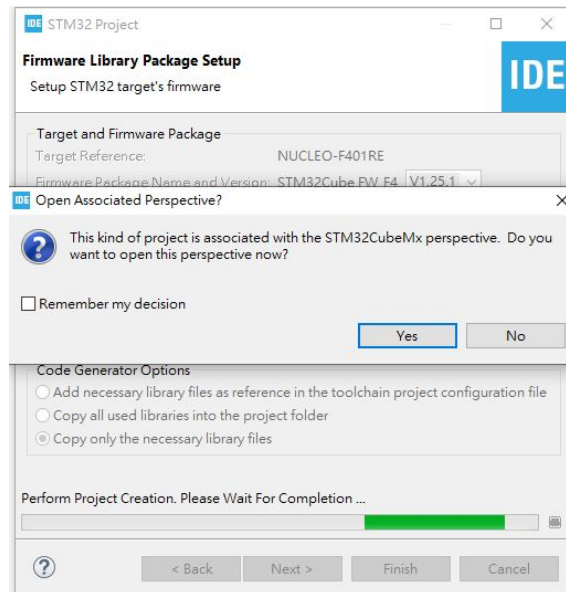 IDE STM32 Project
Firmware Library Package Setup
Setup STM32 target's firmware
IDE
Target and Firmware Package
Target Reference: NUCLEO-F401RE
Firmware Package Name and Version: STM32Cube FW_F4 V1.25.1
IDE Open Associated Perspective?
This kind of project is associated with the STM32CubeMx perspective. Do you
want to open this perspective now?
Remember my decision
Yes No
Code Generator Options
Add necessary library files as reference in the toolchain project configuration file
Copy all used libraries into the project folder
Copy only the necessary library files
Perform Project Creation. Please Wait For Completion ...
< Back Next > Finish Cancel